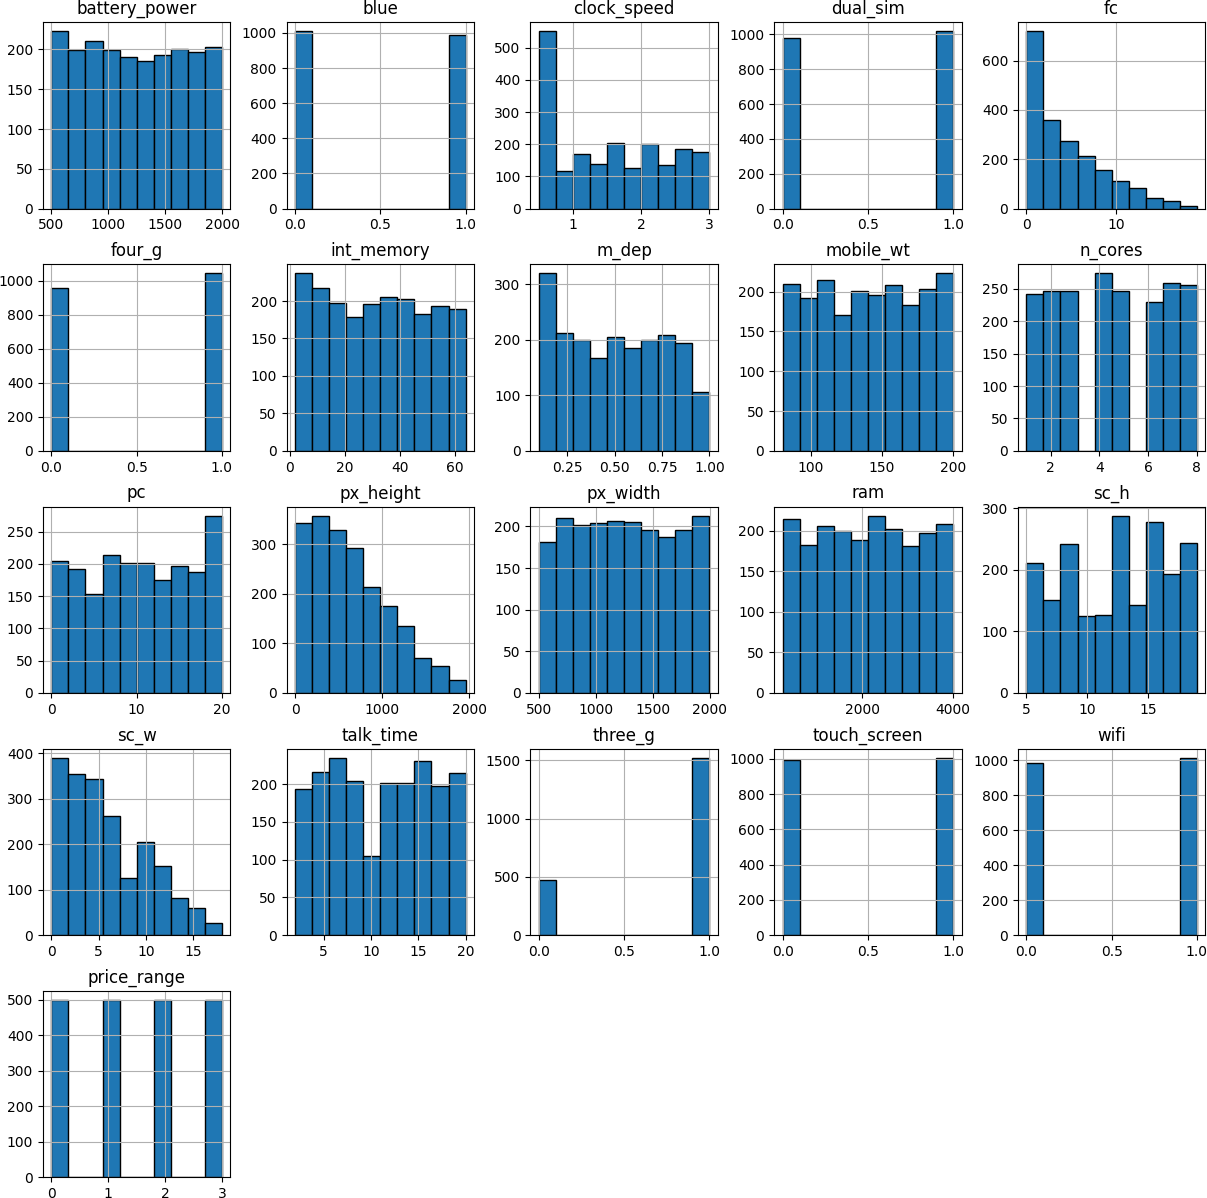 battery_power blue clock_speed dual_sim fc
200 150 100 50 0
500 1000 1500 2000
1000 800 600 400 200 0
0.0 0.5 1.0
500 400 300 200 100 0
1 2 3
1000 800 600 400 200 0
0.0 0.5 1.0
600 400 200 0
0 10
four_g int_memory m_dep mobile_wt n_cores
1000 800 600 400 200 0
0.0 0.5 1.0
200 150 100 50 0
0 20 40 60
300 200 100 0
0.25 0.50 0.75 1.00
200 150 100 50 0
100 150 200
250 200 150 100 50 0
2 4 6 8
pc px_height px_width ram sc_h
250 200 150 100 50 0
0 10 20
300 200 100 0
0 1000 2000
200 150 100 50 0
500 1000 1500 2000
200 150 100 50 0
2000 4000
300 200 100 0
5 10 15
sc_w talk_time three_g touch_screen wifi
400 300 200 100 0
0 5 10 15
200 150 100 50 0
5 10 15 20
1500 1000 500 0
0.0 0.5 1.0
1000 800 600 400 200 0
0.0 0.5 1.0
1000 800 600 400 200 0
0.0 0.5 1.0
price_range
500 400 300 200 100 0
0 1 2 3